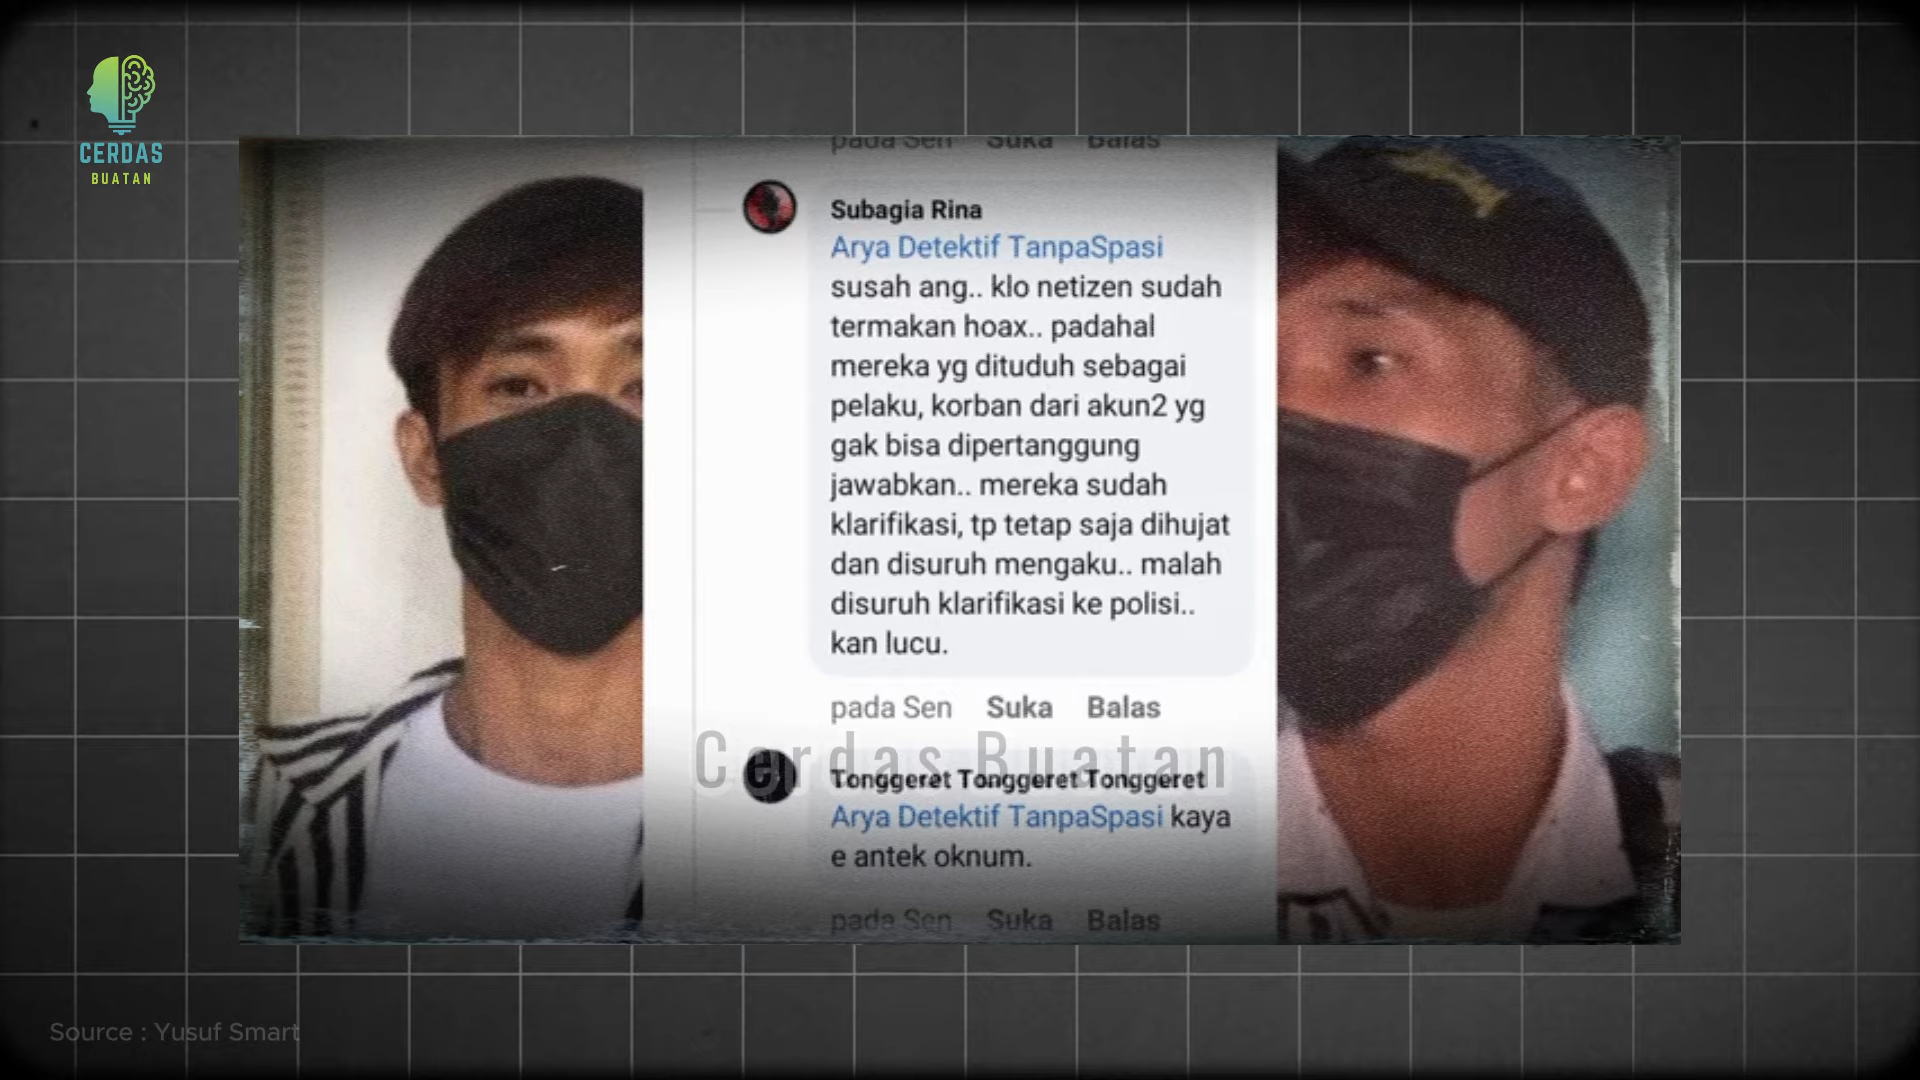 CERDAS
BUATAN
pada Sen Suka Balas
Subagia Rina
Arya Detektif TanpaSpasi
susah ang.. klo netizen sudah
termakan hoax.. padahal
mereka yg dituduh sebagai
pelaku, korban dari akun2 yg
gak bisa dipertanggung
jawabkan.. mereka sudah
klarifikasi, tp tetap saja dihujat
dan disuruh mengaku.. malah
disuruh klarifikasi ke polisi..
kan lucu.
pada Sen Suka Balas
Cerdas Buatan
Tonggeret Tonggeret Tonggeret
Arya Detektif TanpaSpasi kaya
e antek oknum.
pada Sen Suka Balas
Source : Yusuf Smart